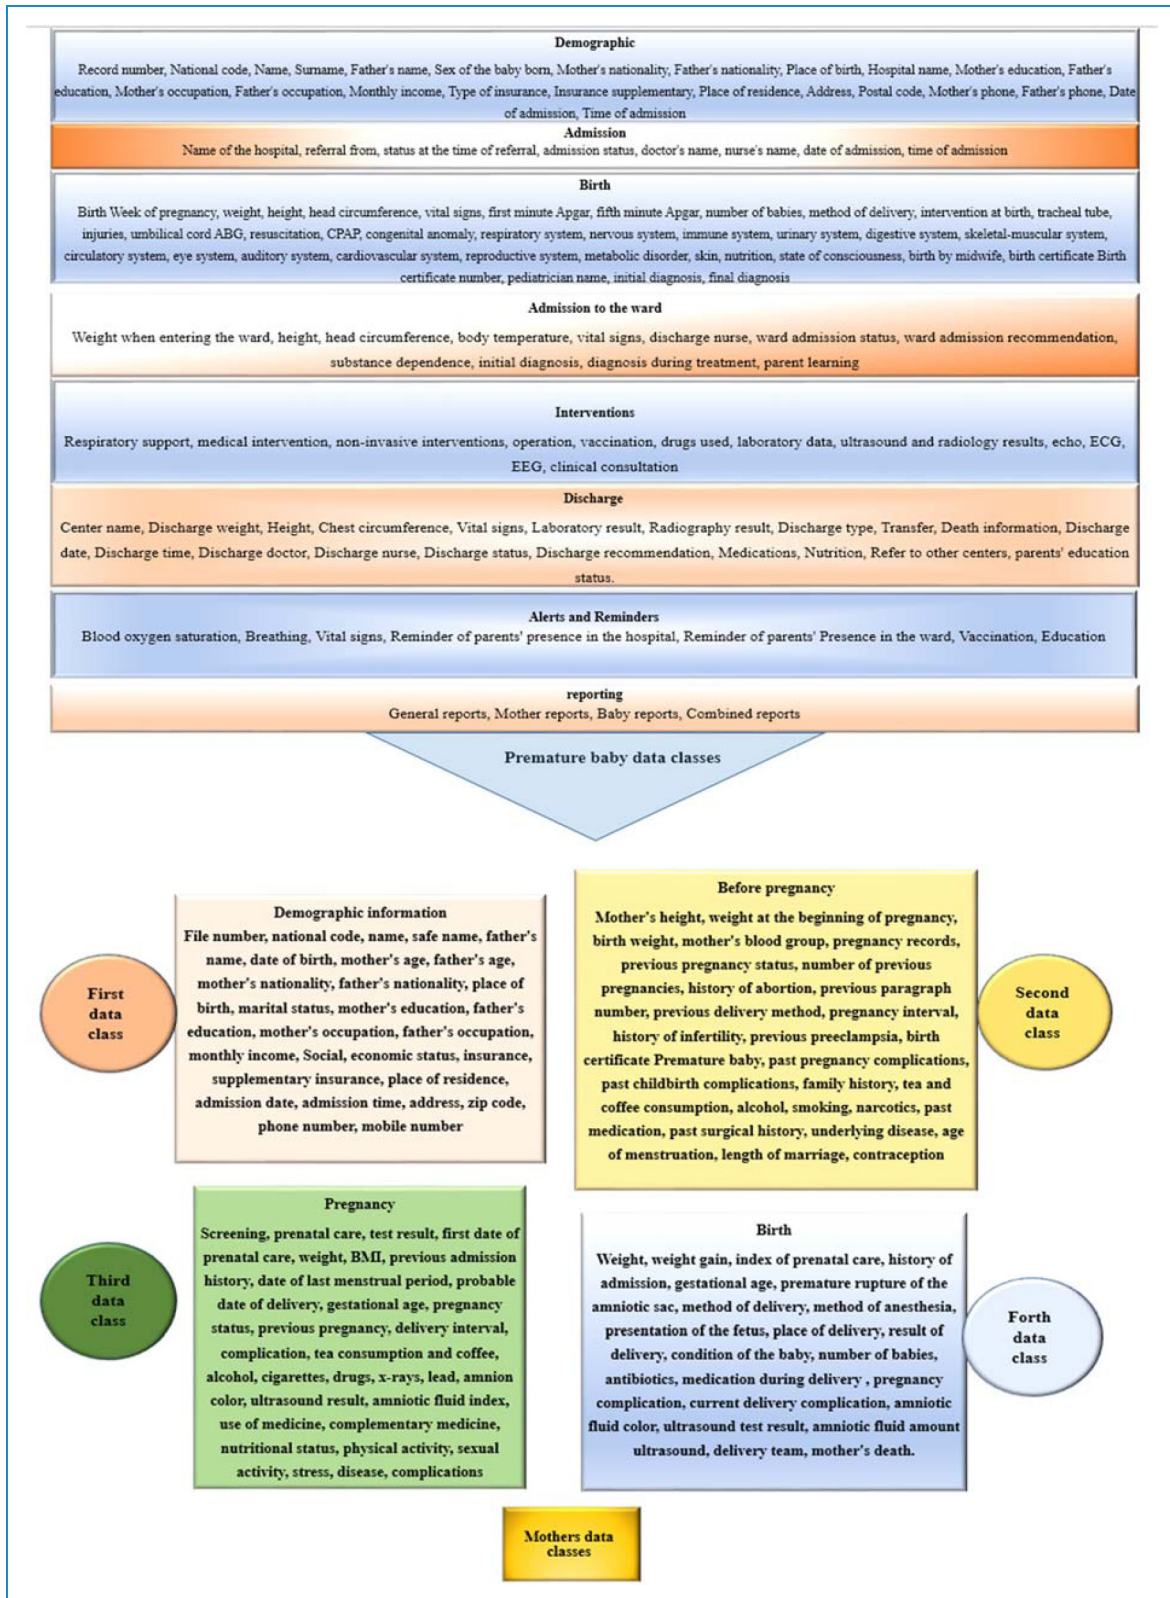 Demographic
Record number, National code, Name, Surname, Father's name, Sex of the baby born, Mother's nationality, Father's nationality, Place of birth, Hospital name, Mother's education, Father's
education, Mother's occupation, Father's occupation, Monthly income, Type of insurance, Insurance supplementary, Place of residence, Address, Postal code, Mother's phone, Father's phone, Date
of admission, Time of admission
Admission
Name of the hospital, referral from, status at the time of referral, admission status, doctor's name, nurse's name, date of admission, time of admission
Birth
Birth Week of pregnancy, weight, height, head circumference, vital signs, first minute Apgar, fifth minute Apgar, number of babies, method of delivery, intervention at birth, tracheal tube,
injuries, umbilical cord ABG, resuscitation, CPAP, congenital anomaly, respiratory system, nervous system, immune system, urinary system, digestive system, skeletal-muscular system,
circulatory system, eye system, auditory system, cardiovascular system, reproductive system, metabolic disorder, skin, nutrition, state of consciousness, birth by midwife, birth certificate Birth
certificate number, pediatrician name, initial diagnosis, final diagnosis
Admission to the ward
Weight when entering the ward, height, head circumference, body temperature, vital signs, discharge nurse, ward admission status, ward admission recommendation,
substance dependence, initial diagnosis, diagnosis during treatment, parent learning
Interventions
Respiratory support, medical intervention, non-invasive interventions, operation, vaccination, drugs used, laboratory data, ultrasound and radiology results, echo, ECG,
EEG, clinical consultation
Discharge
Center name, Discharge weight, Height, Chest circumference, Vital signs, Laboratory result, Radiography result, Discharge type, Transfer, Death information, Discharge
date, Discharge time, Discharge doctor, Discharge nurse, Discharge status, Discharge recommendation, Medications, Nutrition, Refer to other centers, parents' education
status.
Alerts and Reminders
Blood oxygen saturation, Breathing, Vital signs, Reminder of parents' presence in the hospital, Reminder of parents' Presence in the ward, Vaccination, Education
reporting
General reports, Mother reports, Baby reports, Combined reports
Premature baby data classes
First
data
class
Demographic information
File number, national code, name, safe name, father's
name, date of birth, mother's age, father's age,
mother's nationality, father's nationality, place of
birth, marital status, mother's education, father's
education, mother's occupation, father's occupation,
monthly income, Social, economic status, insurance,
supplementary insurance, place of residence,
admission date, admission time, address, zip code,
phone number, mobile number
Before pregnancy
Mother's height, weight at the beginning of pregnancy,
birth weight, mother's blood group, pregnancy records,
previous pregnancy status, number of previous
pregnancies, history of abortion, previous paragraph
number, previous delivery method, pregnancy interval,
history of infertility, previous preeclampsia, birth
certificate Premature baby, past pregnancy complications,
past childbirth complications, family history, tea and
coffee consumption, alcohol, smoking, narcotics, past
medication, past surgical history, underlying disease, age
of menstruation, length of marriage, contraception
Second
data
class
Third
data
class
Pregnancy
Screening, prenatal care, test result, first date of
prenatal care, weight, BMI, previous admission
history, date of last menstrual period, probable
date of delivery, gestational age, pregnancy
status, previous pregnancy, delivery interval,
complication, tea consumption and coffee,
alcohol, cigarettes, drugs, x-rays, lead, amnion
color, ultrasound result, amniotic fluid index,
use of medicine, complementary medicine,
nutritional status, physical activity, sexual
activity, stress, disease, complications
Birth
Weight, weight gain, index of prenatal care, history of
admission, gestational age, premature rupture of the
amniotic sac, method of delivery, method of anesthesia,
presentation of the fetus, place of delivery, result of
delivery, condition of the baby, number of babies,
antibiotics, medication during delivery , pregnancy
complication, current delivery complication, amniotic
fluid color, ultrasound test result, amniotic fluid amount
ultrasound, delivery team, mother's death.
Forth
data
class
Mothers data
classes